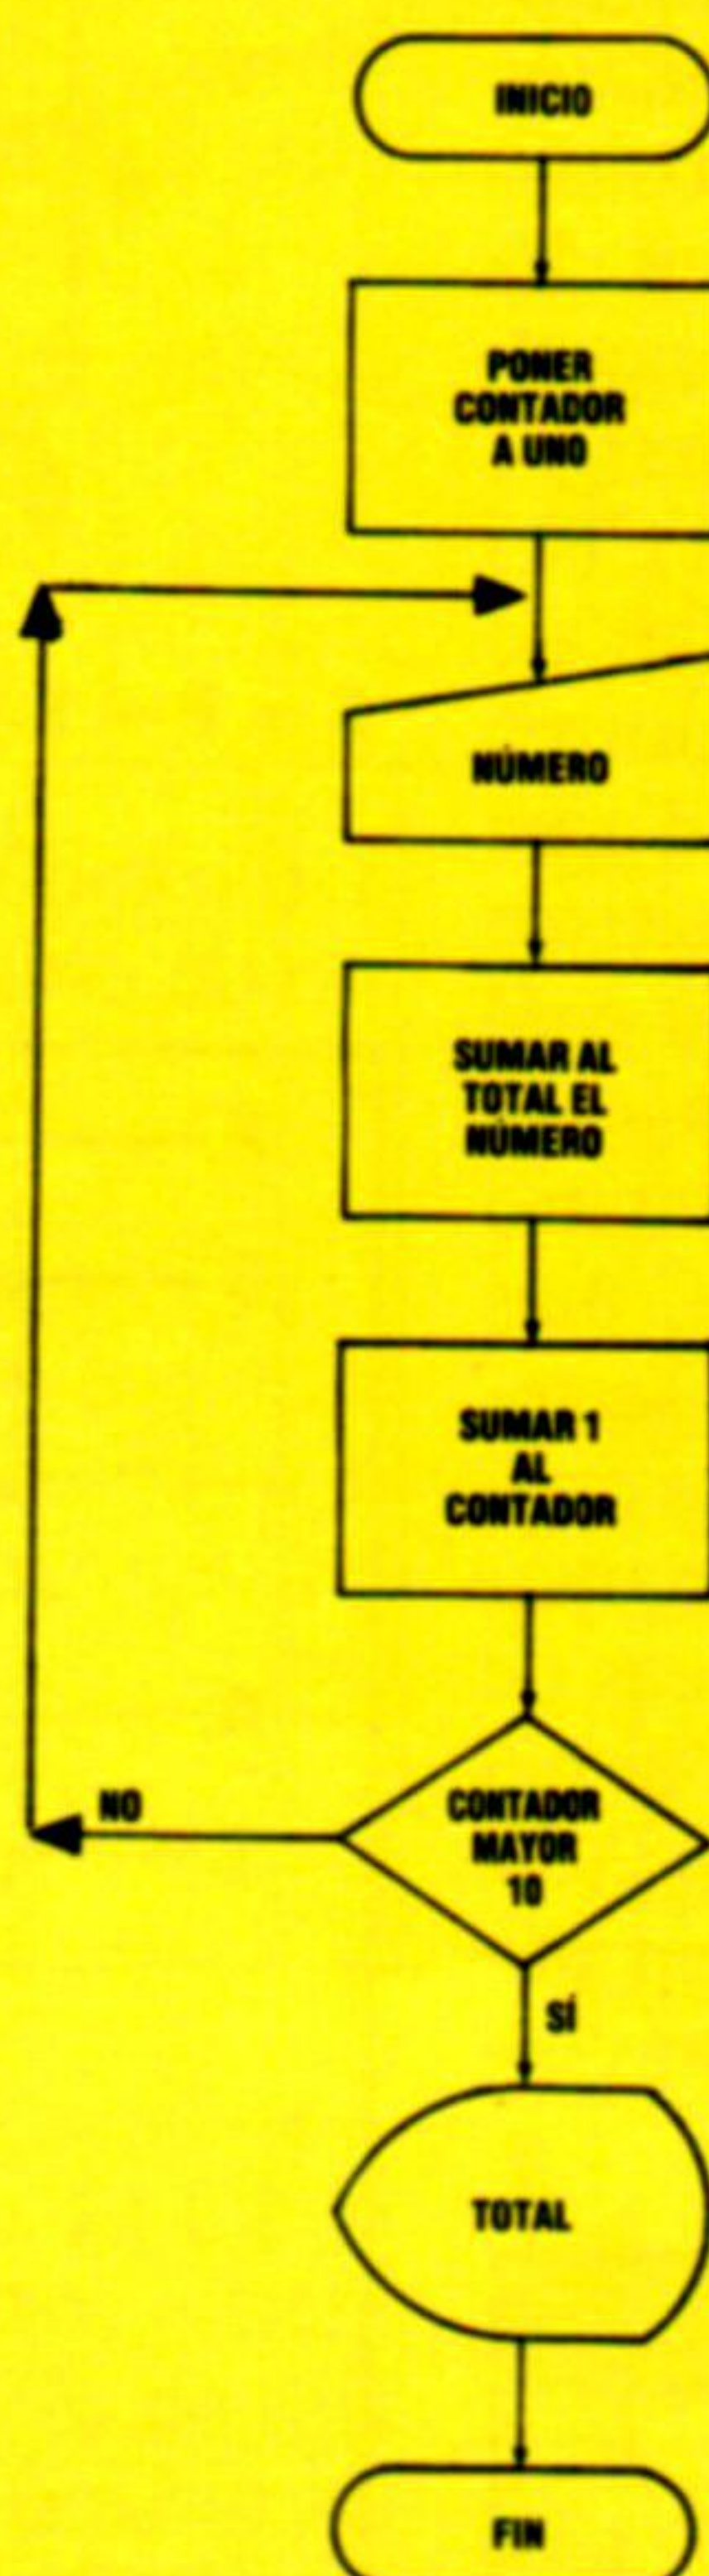 INICIO
PONER
CONTADOR
A UNO
NÚMERO
SUMAR AL
TOTAL EL
NÚMERO
SUMAR 1
AL
CONTADOR
NO
CONTADOR
MAYOR
10
SÍ
TOTAL
FIN